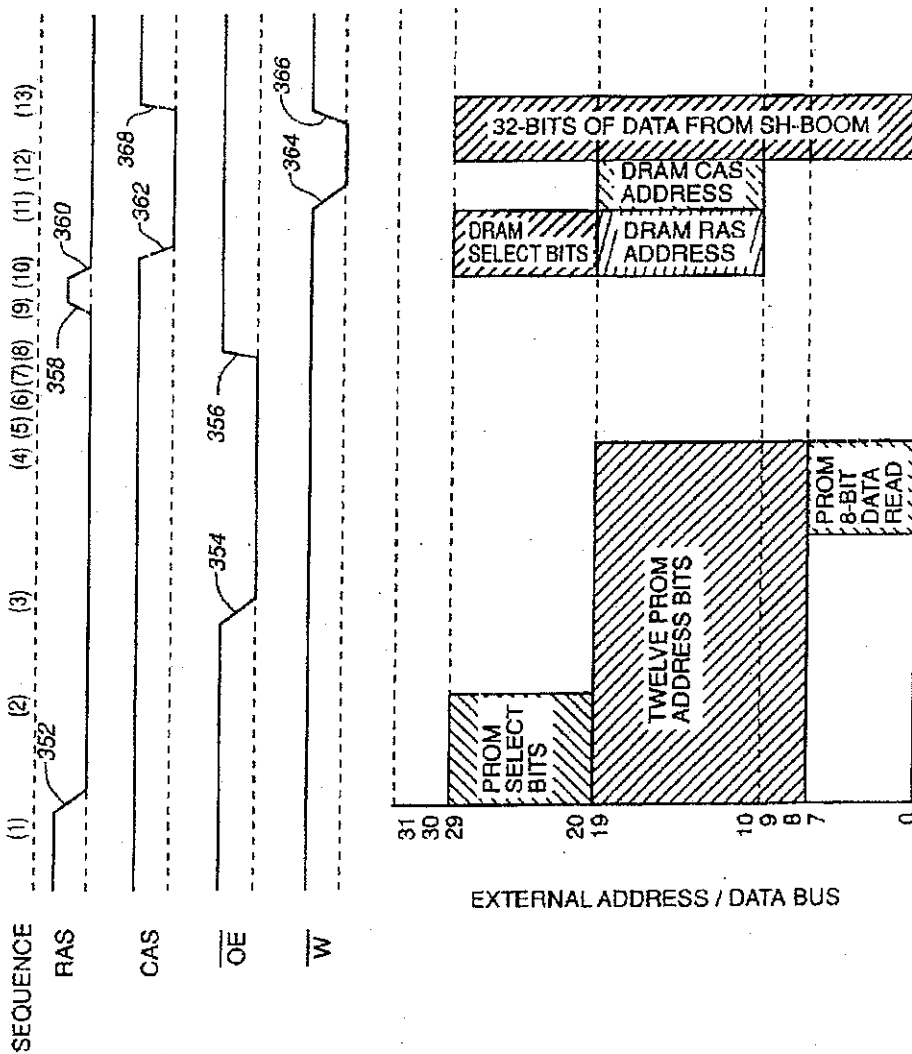 SEQUENCE (1) (2) (3) (4) (5) (6) (7) (8) (9) (10) (11) (12) (13)
RAS 352 358 360
CAS 362 368
OE 354 356
W 364 366
31
30
29
20
19
10
9
8
7
0
PROM
SELECT
BITS
TWELVE PROM
ADDRESS BITS
PROM
8-BIT
DATA
READ
DRAM
SELECT BITS
DRAM RAS
ADDRESS
DRAM CAS
ADDRESS
32-BITS OF DATA FROM SH-BOOM
EXTERNAL ADDRESS / DATA BUS